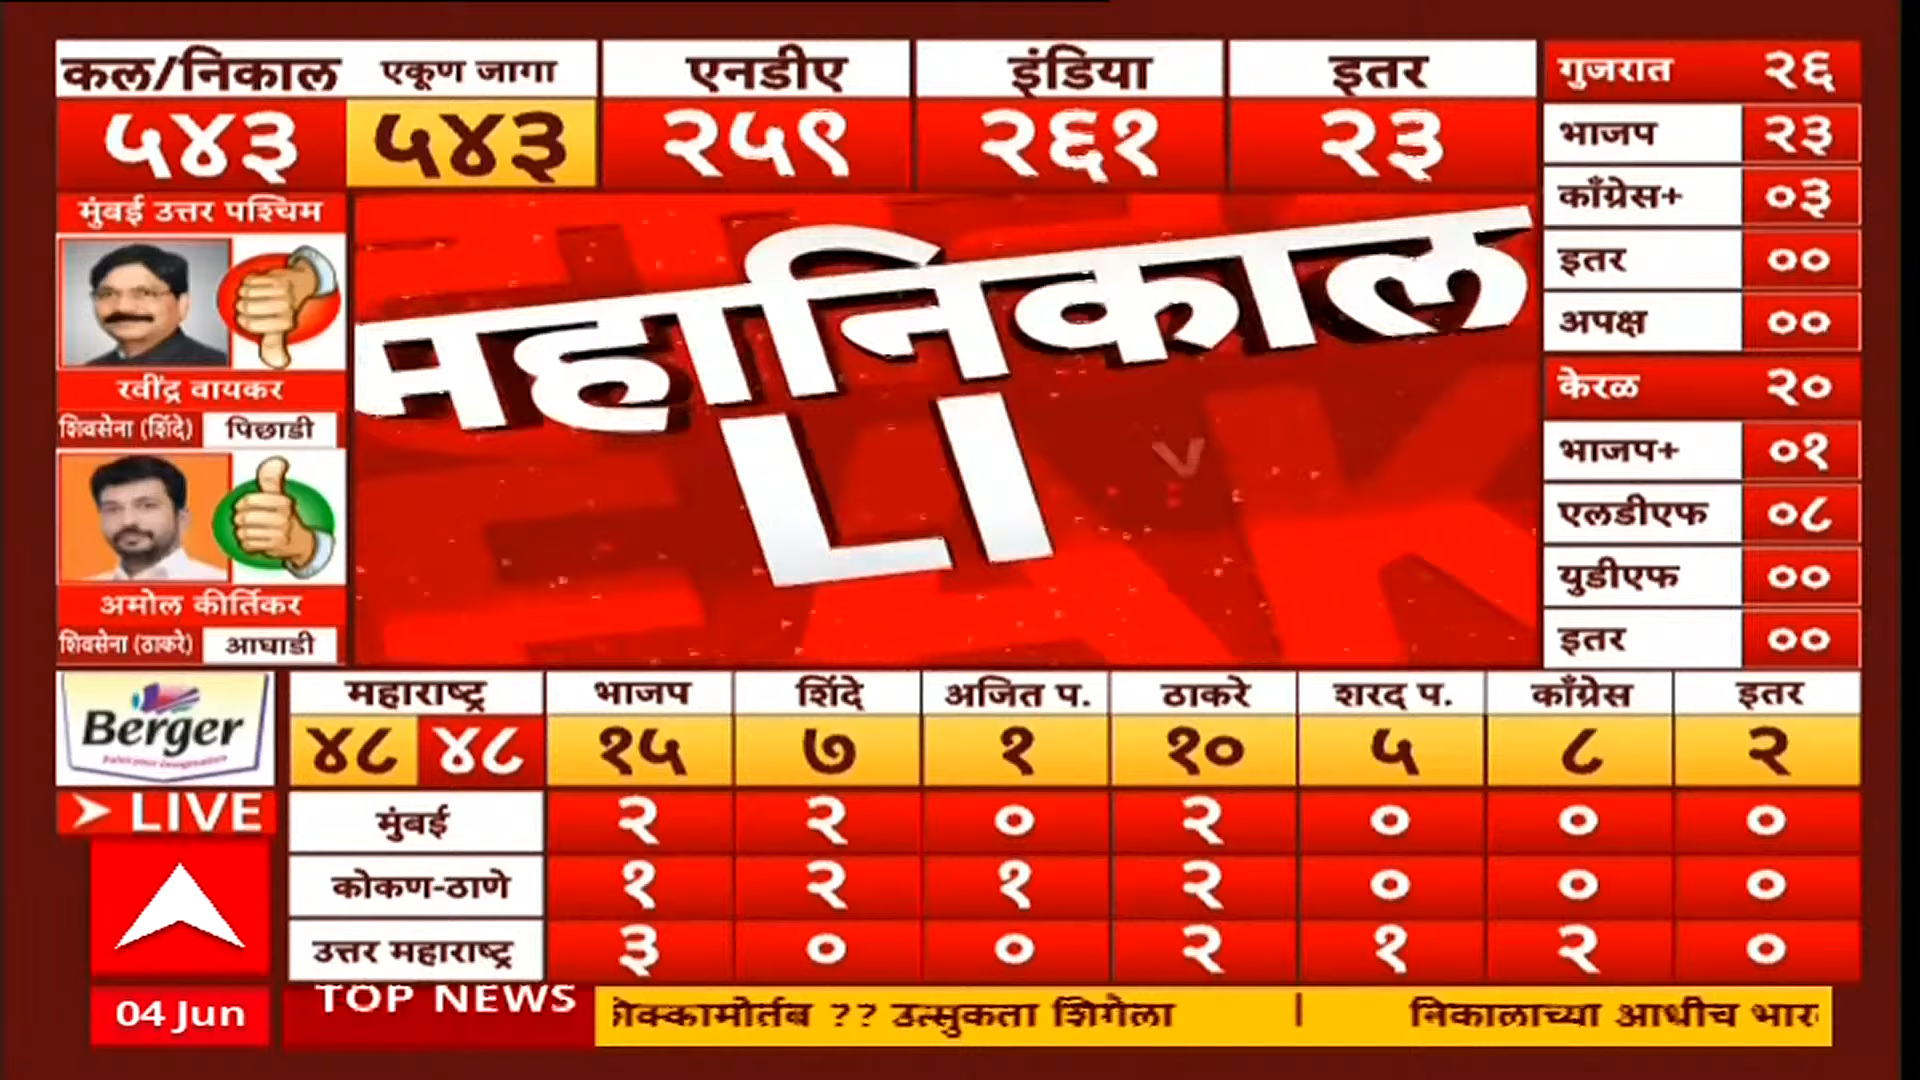 कल/निकाल एकूण जागा एनडीए इंडिया इतर
५४३ ५४३ २५९ २६१ २३
गुजरात २६
भाजप २३
काँग्रेस+ ०३
इतर ००
अपक्ष ००
केरळ २०
भाजप+ ०१
एलडीएफ ०८
युडीएफ ००
इतर ००
मुंबई उत्तर पश्चिम
रवींद्र वायकर
शिवसेना (शिंदे) पिछाडी
अमोल कीर्तिकर
शिवसेना (ठाकरे) आघाडी
महानिकाल
LI
V
Berger
Paint your imagination
महाराष्ट्र भाजप शिंदे अजित प. ठाकरे शरद प. काँग्रेस इतर
४८ ४८ १५ ७ १ १० ५ ८ २
मुंबई २ २ ० २ ० ० ०
कोकण-ठाणे १ २ १ २ ० ० ०
उत्तर महाराष्ट्र ३ ० ० २ १ २ ०
LIVE
04 Jun
TOP NEWS
?? उत्सुकता शिगेला | निकालाच्या आधीच